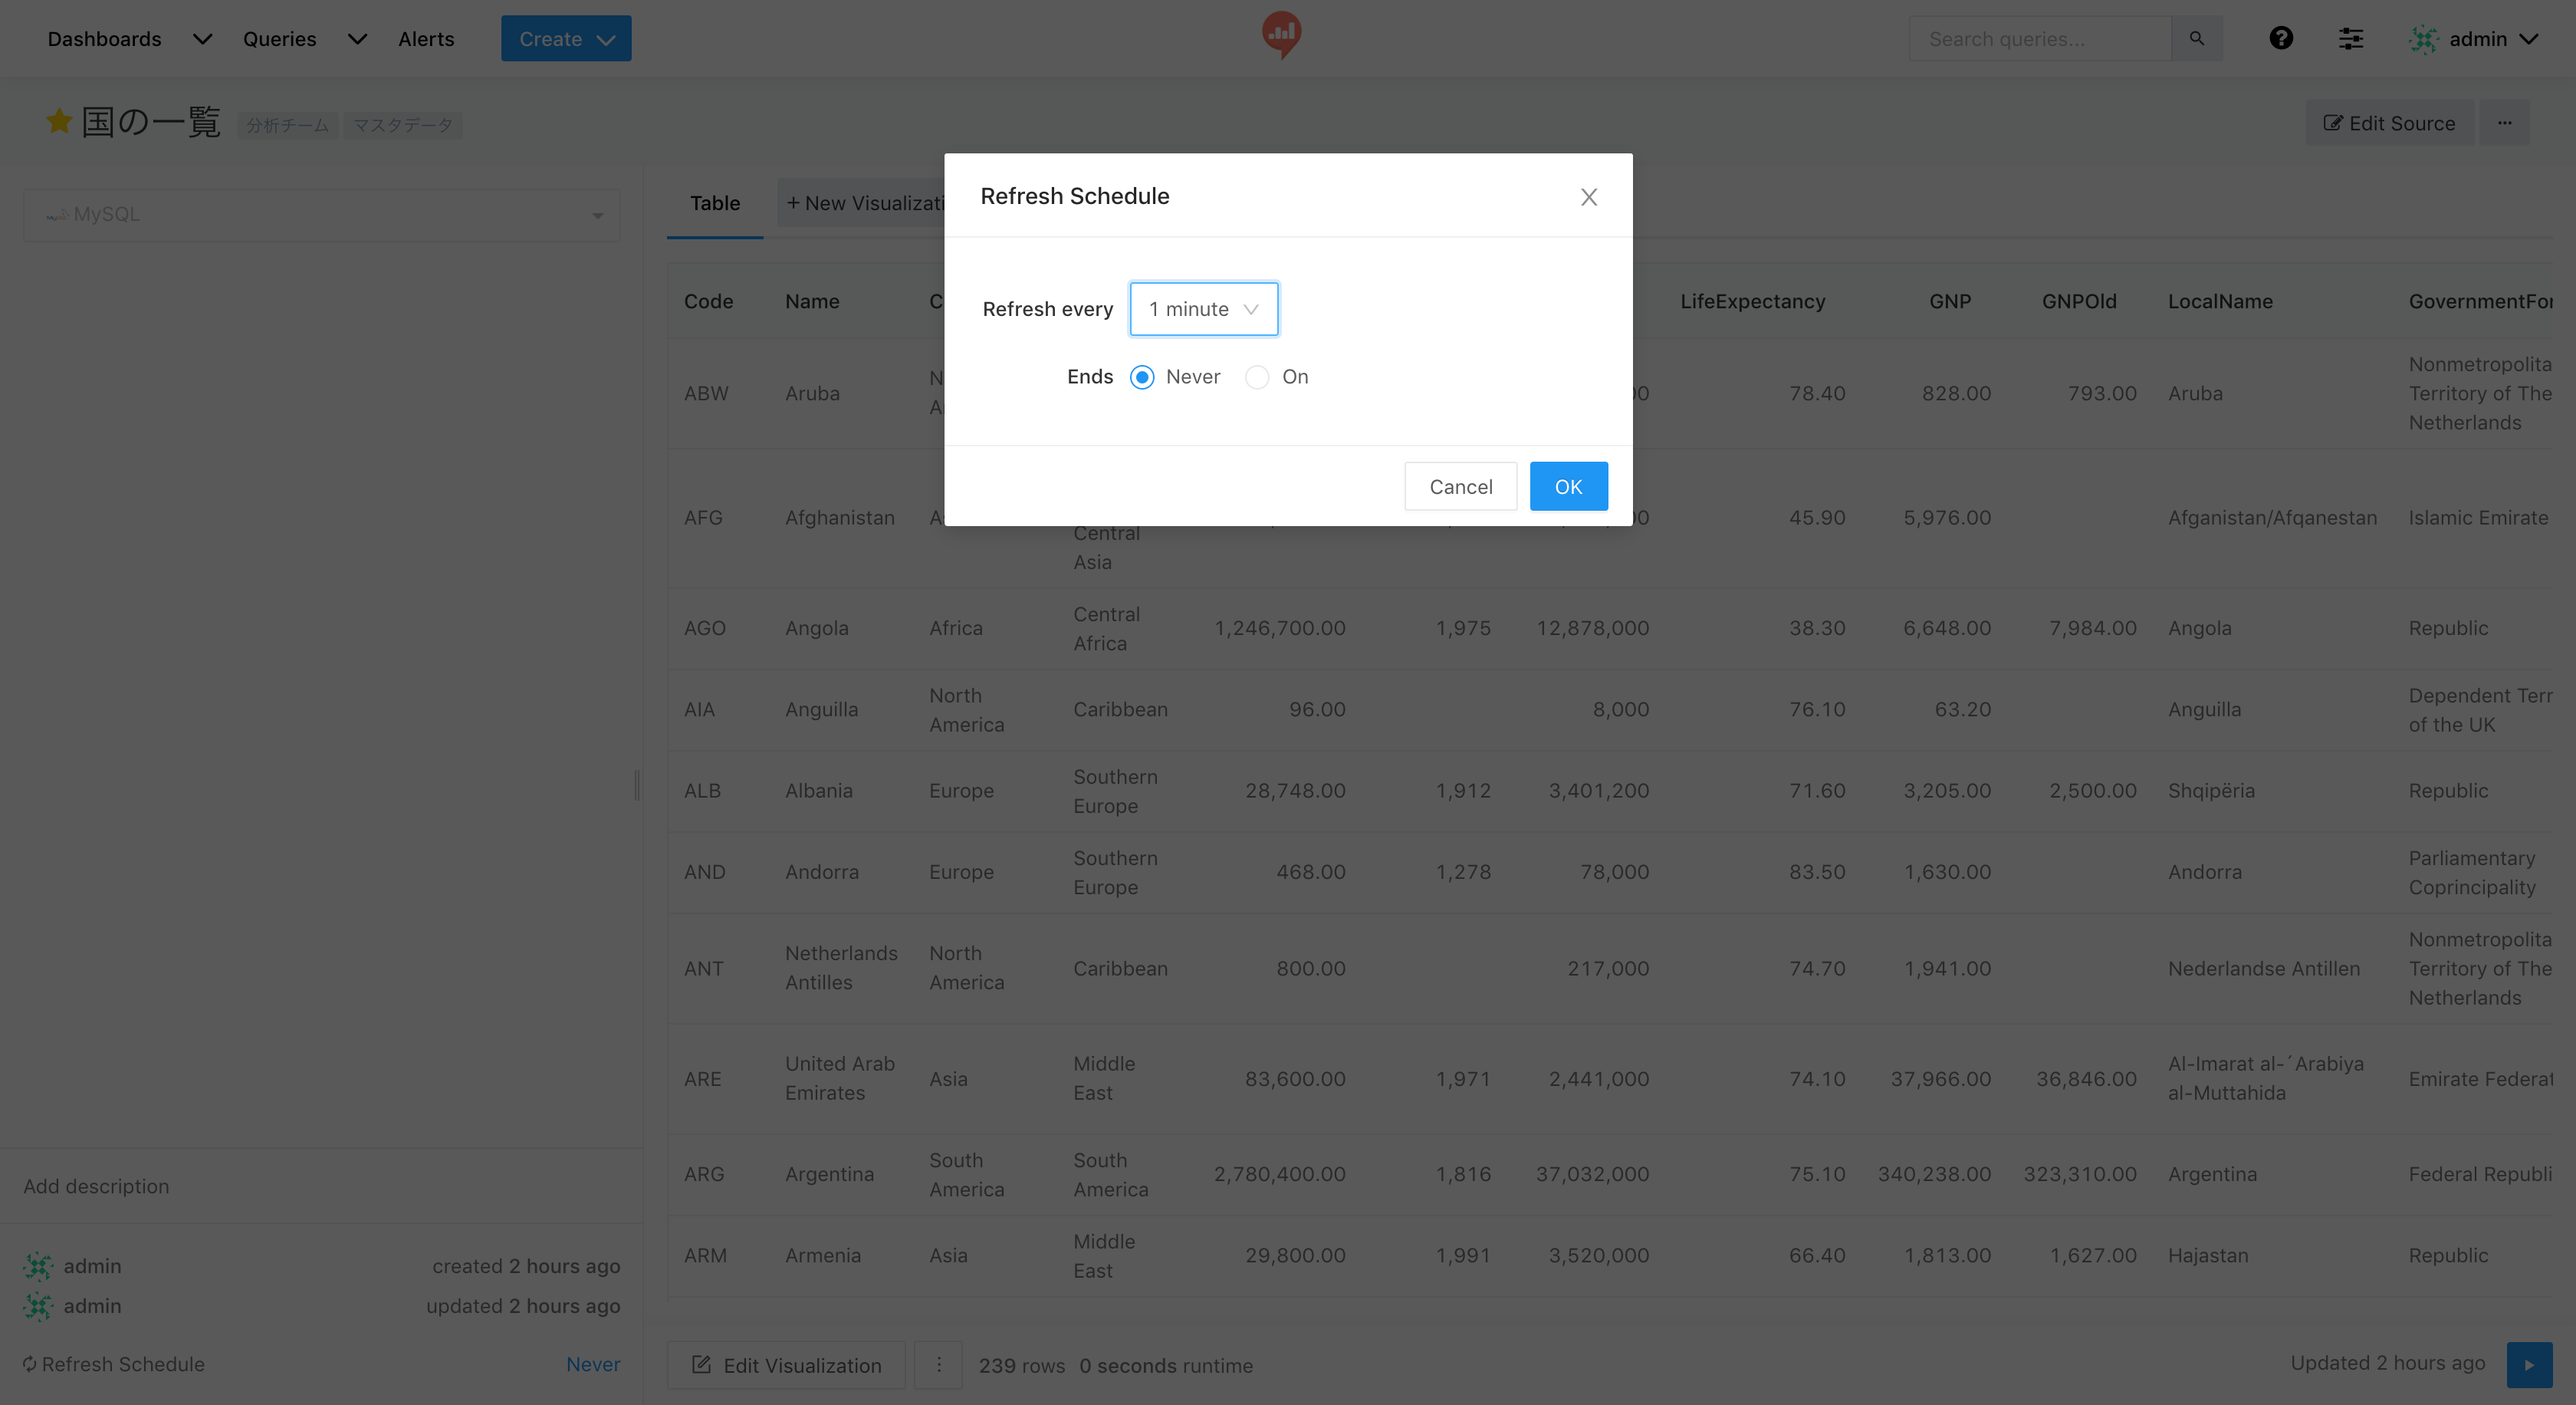 Dashboards Queries Alerts Create Search queries... admin
国の一覧 分析チーム マスタデータ Edit Source
MySQL
Table + New Visualizati
Refresh Schedule
Refresh every 1 minute
Ends Never On
Cancel OK
Code Name C LifeExpectancy GNP GNPOld LocalName GovernmentFor
ABW Aruba N A 00 78.40 828.00 793.00 Aruba Nonmetropolita
Territory of The
Netherlands
AFG Afghanistan A Central
Asia 45.90 5,976.00 Afganistan/Afqanestan Islamic Emirate
AGO Angola Africa Central
Africa 1,246,700.00 1,975 12,878,000 38.30 6,648.00 7,984.00 Angola Republic
AIA Anguilla North
America Caribbean 96.00 8,000 76.10 63.20 Anguilla Dependent Terr
of the UK
ALB Albania Europe Southern
Europe 28,748.00 1,912 3,401,200 71.60 3,205.00 2,500.00 Shqipëria Republic
AND Andorra Europe Southern
Europe 468.00 1,278 78,000 83.50 1,630.00 Andorra Parliamentary
Coprincipality
ANT Netherlands
Antilles North
America Caribbean 800.00 217,000 74.70 1,941.00 Nederlandse Antillen Nonmetropolita
Territory of The
Netherlands
ARE United Arab
Emirates Asia Middle
East 83,600.00 1,971 2,441,000 74.10 37,966.00 36,846.00 Al-Imarat al-´Arabiya
al-Muttahida Emirate Federat
ARG Argentina South
America South
America 2,780,400.00 1,816 37,032,000 75.10 340,238.00 323,310.00 Argentina Federal Republi
ARM Armenia Asia Middle
East 29,800.00 1,991 3,520,000 66.40 1,813.00 1,627.00 Hajastan Republic
Add description
admin created 2 hours ago
admin updated 2 hours ago
Refresh Schedule Never
Edit Visualization 239 rows 0 seconds runtime Updated 2 hours ago